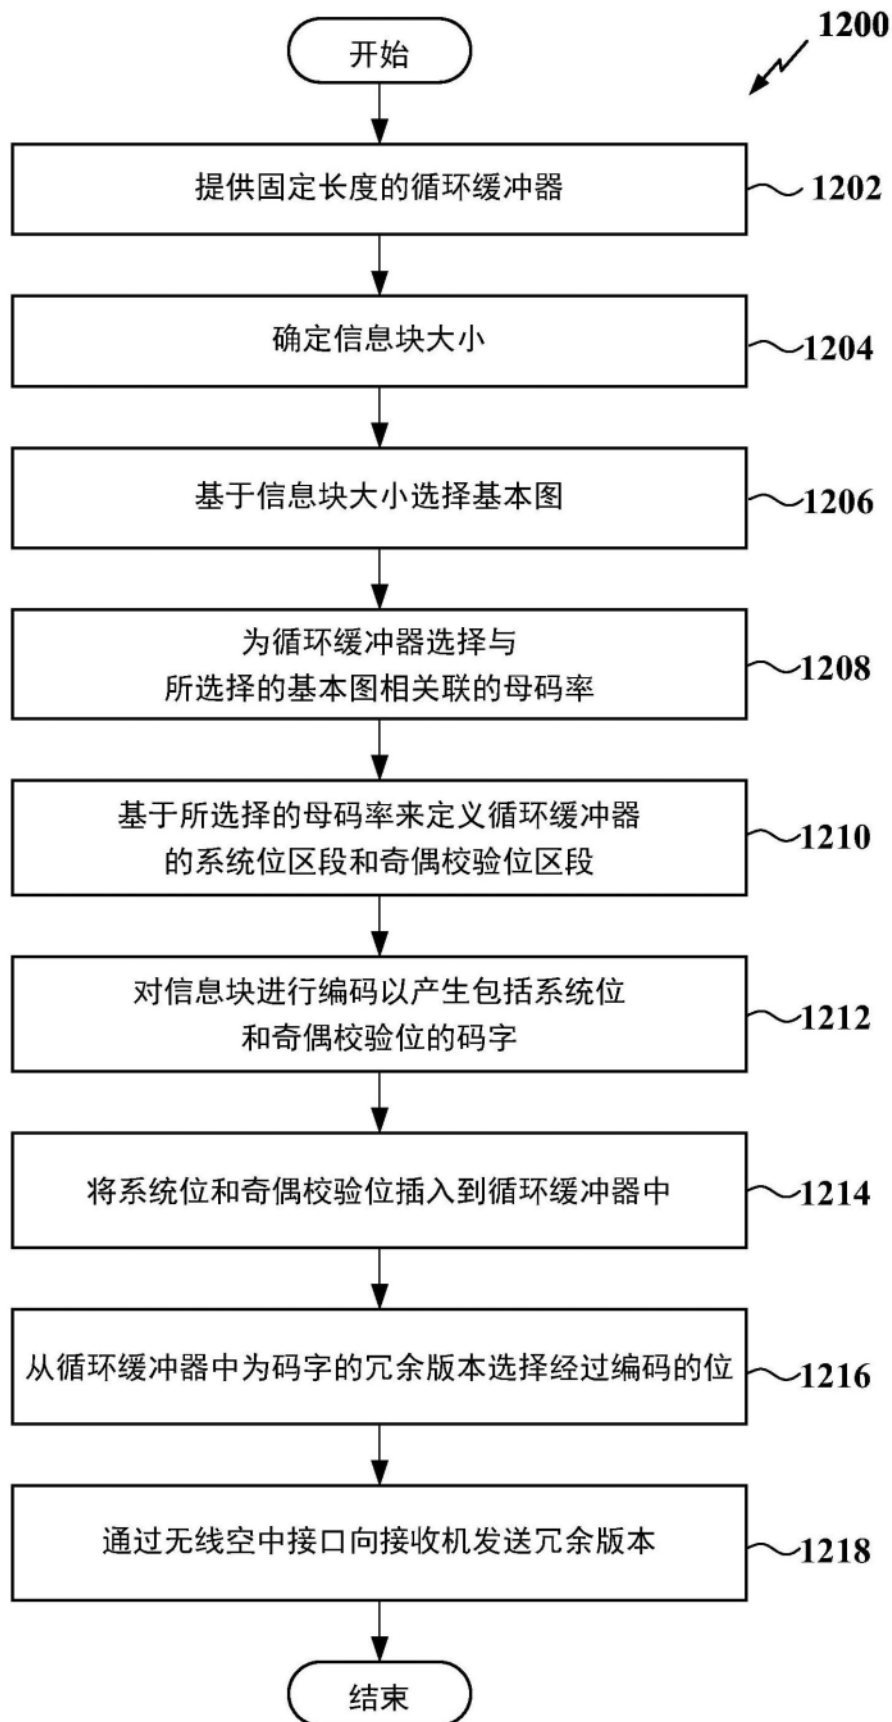 1200
开始
提供固定长度的循环缓冲器
1202
确定信息块大小
1204
基于信息块大小选择基本图
1206
为循环缓冲器选择与
所选择的基本图相关联的母码率
1208
基于所选择的母码率来定义循环缓冲器
的系统位区段和奇偶校验位区段
1210
对信息块进行编码以产生包括系统位
和奇偶校验位的码字
1212
将系统位和奇偶校验位插入到循环缓冲器中
1214
从循环缓冲器中为码字的冗余版本选择经过编码的位
1216
通过无线空中接口向接收机发送冗余版本
1218
结束